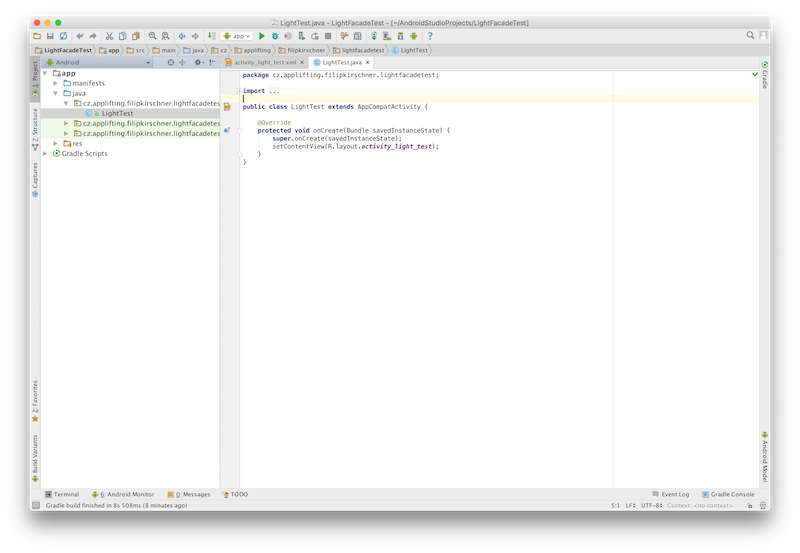 LightTest.java - LightFacadeTest - [~/AndroidStudioProjects/LightFacadeTest]
app
LightFacadeTest app src main java cz applifting filipkirschner lightfacadetest LightTest
1: Project
Z: Structure
Captures
2: Favorites
Build Variants
Android
app
manifests
java
cz.applifting.filipkirschner.lightfacadetes
LightTest
cz.applifting.filipkirschner.lightfacadetes
cz.applifting.filipkirschner.lightfacadetes
res
Gradle Scripts
activity_light_test.xml LightTest.java
package cz.applifting.filipkirschner.lightfacadetest;
import ...
public class LightTest extends AppCompatActivity {
@Override
protected void onCreate(Bundle savedInstanceState) {
super.onCreate(savedInstanceState);
setContentView(R.layout.activity_light_test);
}
}
Gradle
Android Model
Terminal 6: Android Monitor 0: Messages TODO Event Log Gradle Console
Gradle build finished in 8s 508ms (8 minutes ago) 5:1 LF UTF-8 Context: <no context>